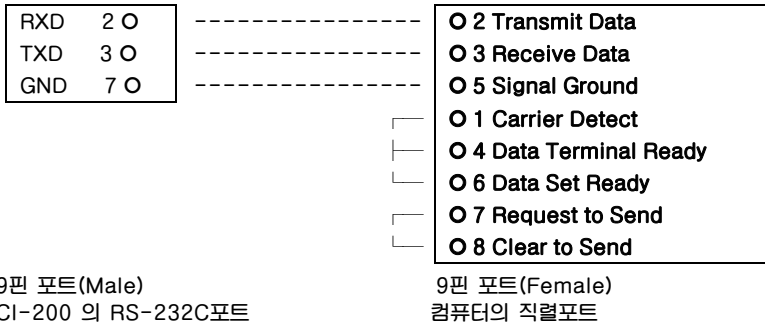 RXD 2 O ---------------- O 2 Transmit Data
TXD 3 O ---------------- O 3 Receive Data
GND 7 O ---------------- O 5 Signal Ground
O 1 Carrier Detect
O 4 Data Terminal Ready
O 6 Data Set Ready
O 7 Request to Send
O 8 Clear to Send
9핀 포트(Male) 9핀 포트(Female)
CI-200 의 RS-232C포트 컴퓨터의 직렬포트